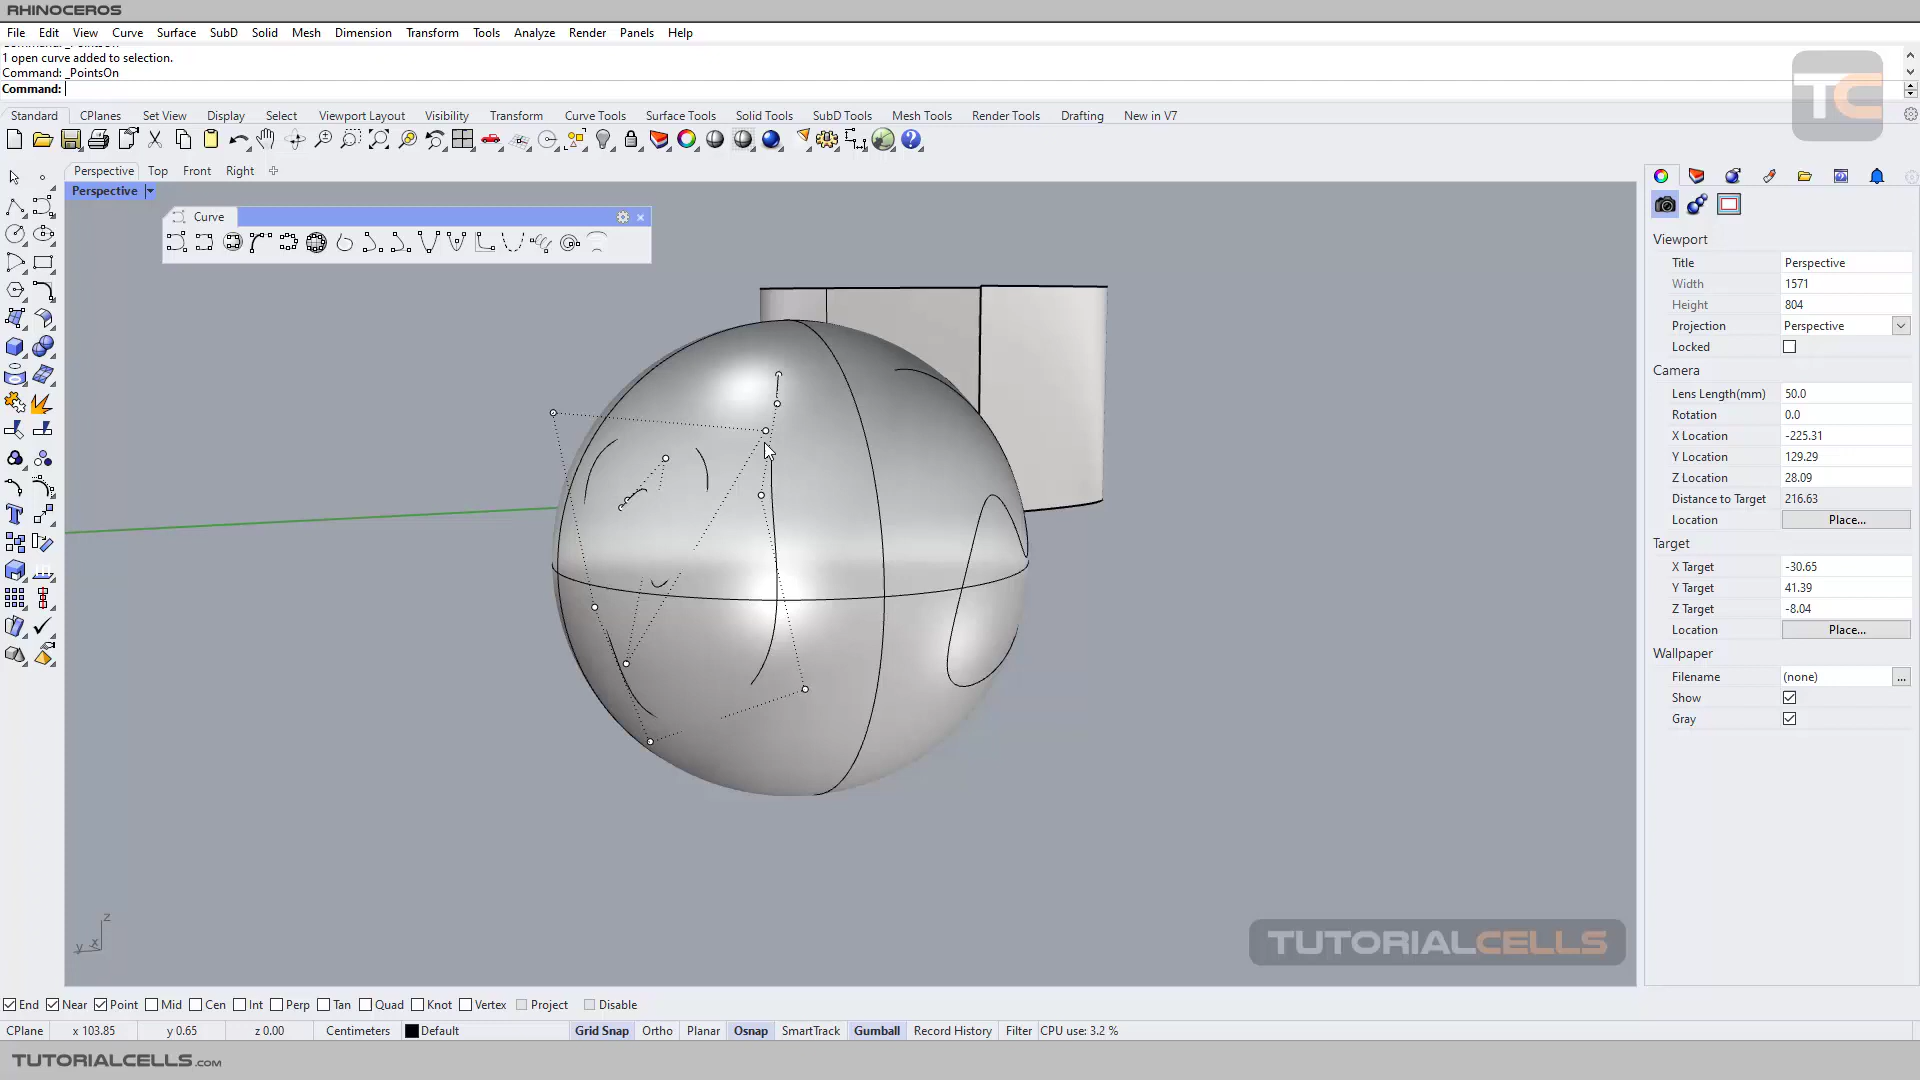 RHINOCEROS
File Edit View Curve Surface SubD Solid Mesh Dimension Transform Tools Analyze Render Panels Help
1 open curve added to selection.
Command: _PointsOn
Command:
TC
Standard CPlanes Set View Display Select Viewport Layout Visibility Transform Curve Tools Surface Tools Solid Tools SubD Tools Mesh Tools Render Tools Drafting New in V7
Perspective Top Front Right
Perspective
Curve
Viewport
Title Perspective
Width 1571
Height 804
Projection Perspective
Locked
Camera
Lens Length(mm) 50.0
Rotation 0.0
X Location -225.31
Y Location 129.29
Z Location 28.09
Distance to Target 216.63
Location Place...
Target
X Target -30.65
Y Target 41.39
Z Target -8.04
Location Place...
Wallpaper
Filename (none) ...
Show
Gray
z
y x
TUTORIALCELLS
End Near Point Mid Cen Int Perp Tan Quad Knot Vertex Project Disable
CPlane x 103.85 y 0.65 z 0.00 Centimeters Default Grid Snap Ortho Planar Osnap SmartTrack Gumball Record History Filter CPU use: 3.2 %
TUTORIALCELLS.COM